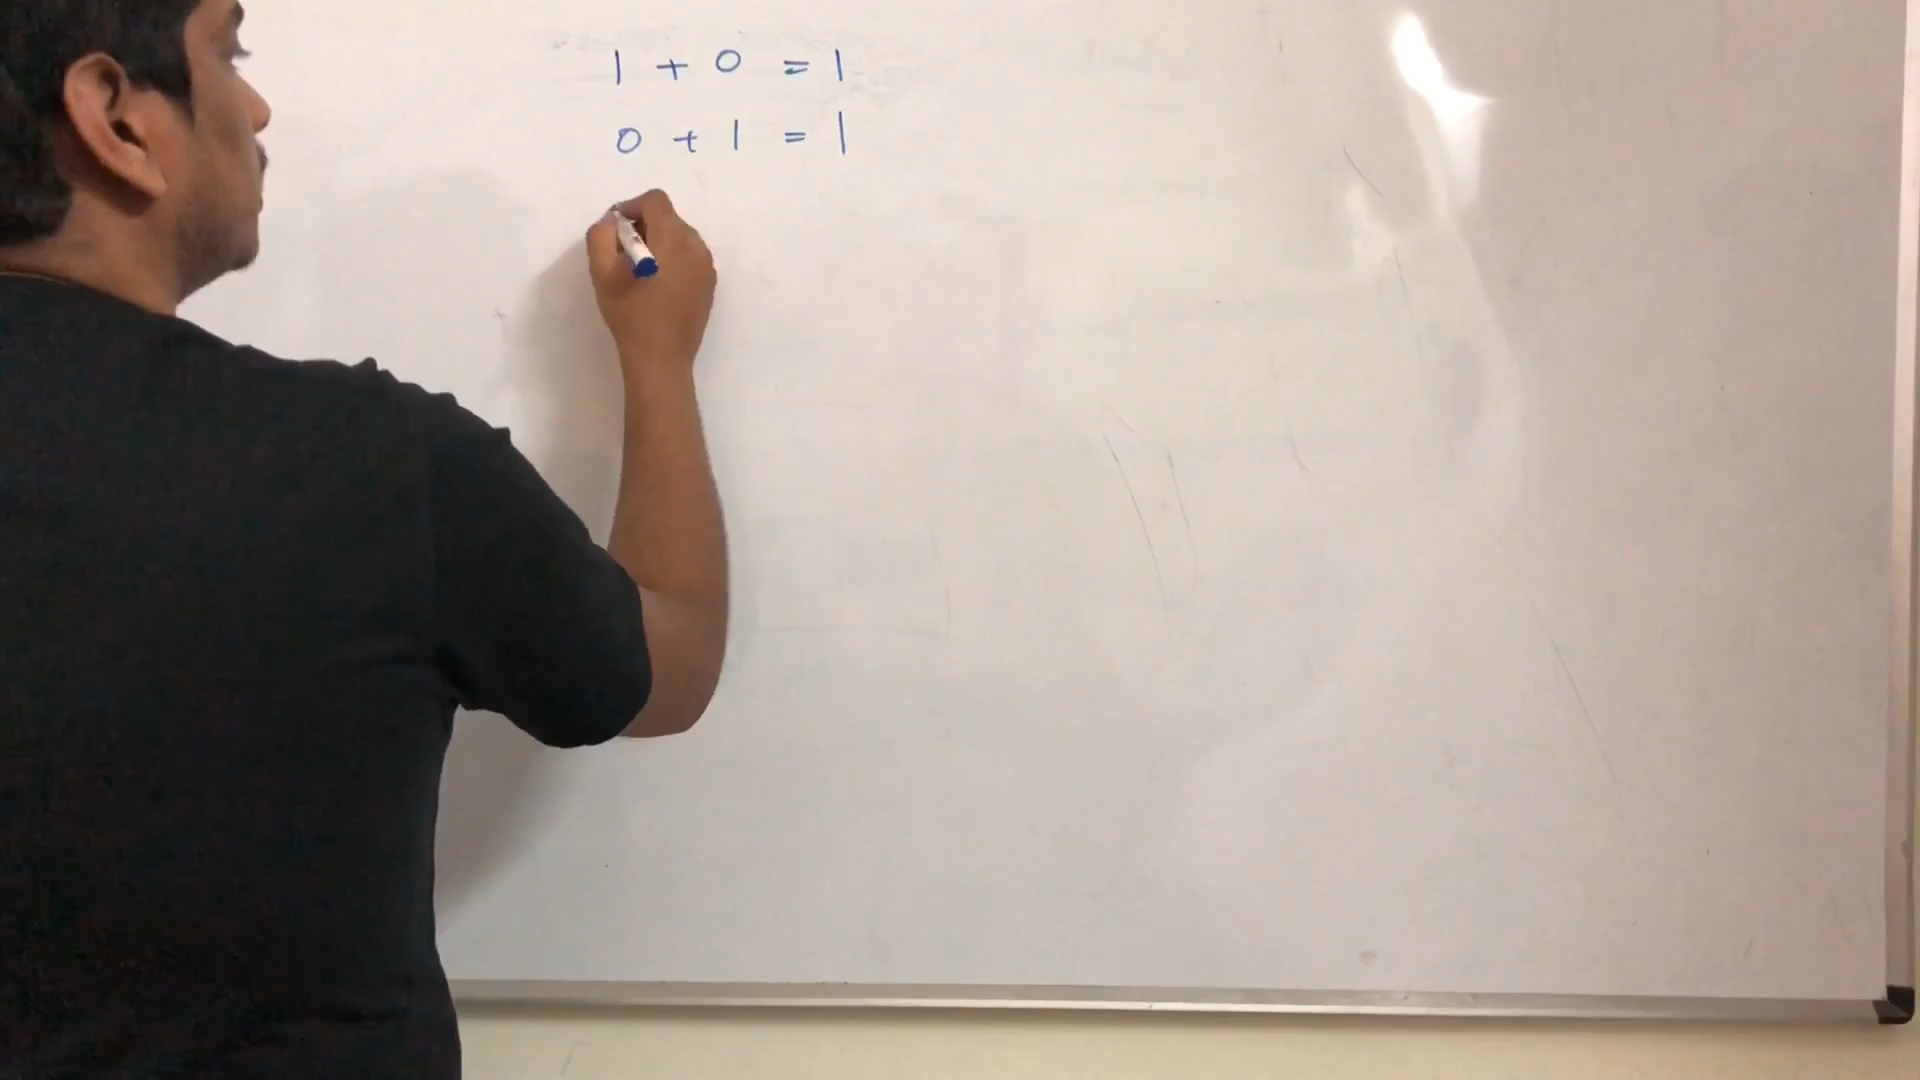 1 + 0 = 1
0 + 1 = 1